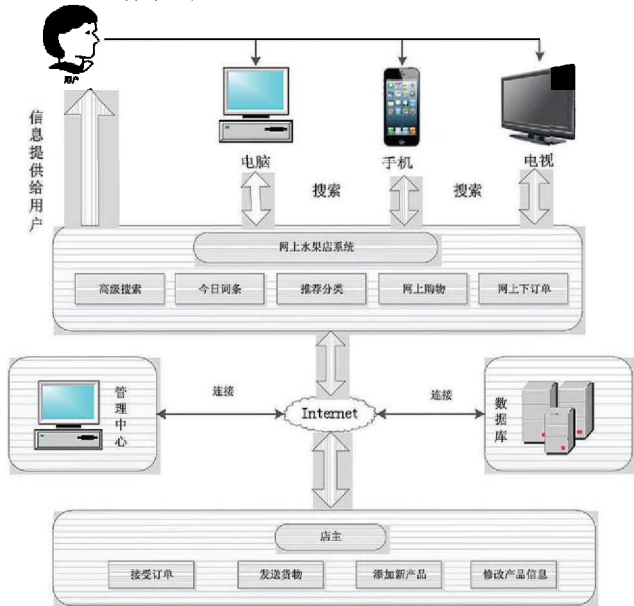 用户
信息提供给用户
电脑
手机
电视
搜索
搜索
网上水果店系统
高级搜索
今日词条
推荐分类
网上购物
网上下订单
管理中心
连接
Internet
连接
数据库
店主
接受订单
发送货物
添加新产品
修改产品信息